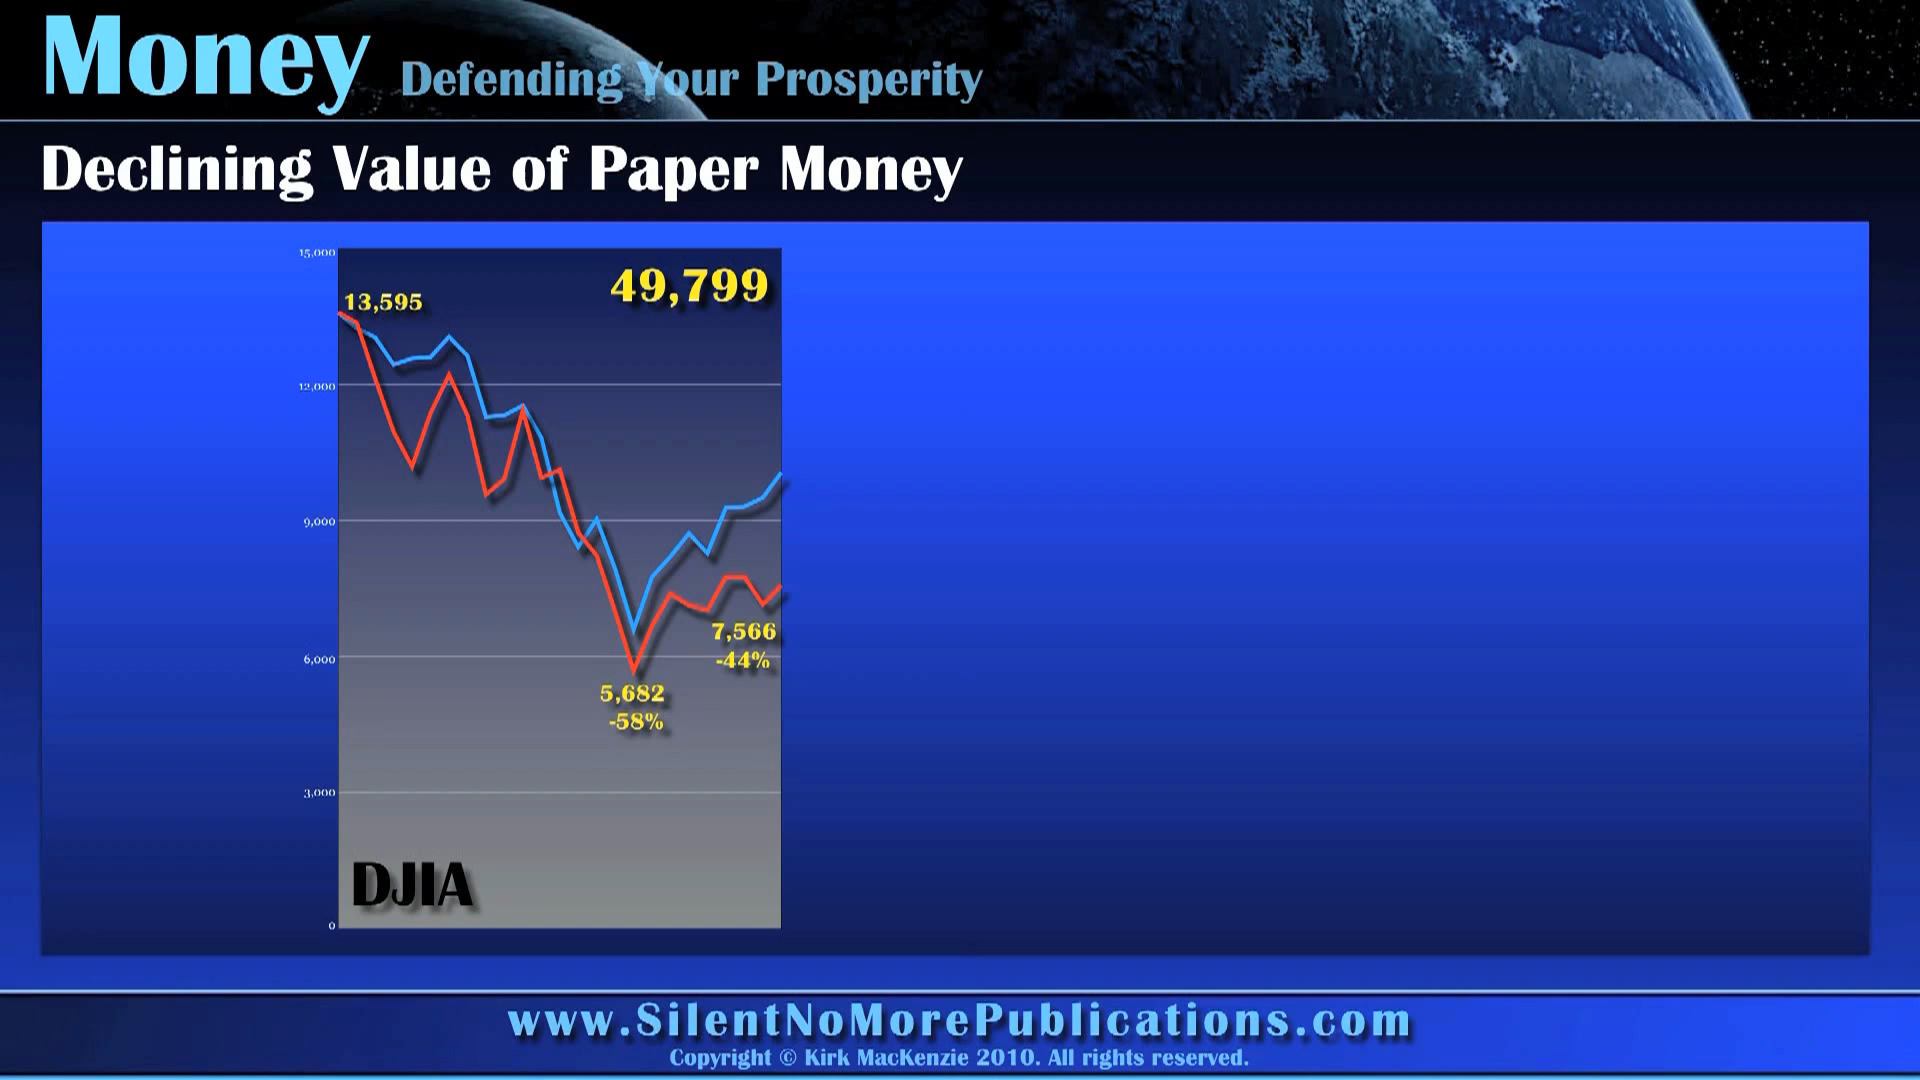 Money Defending Your Prosperity
Declining Value of Paper Money
15,000
49,799
13,595
12,000
9,000
7,566
6,000
-44%
5,682
-58%
3,000
DJIA
0
www.SilentNoMorePublications.com
Copyright © Kirk MacKenzie 2010. All rights reserved.